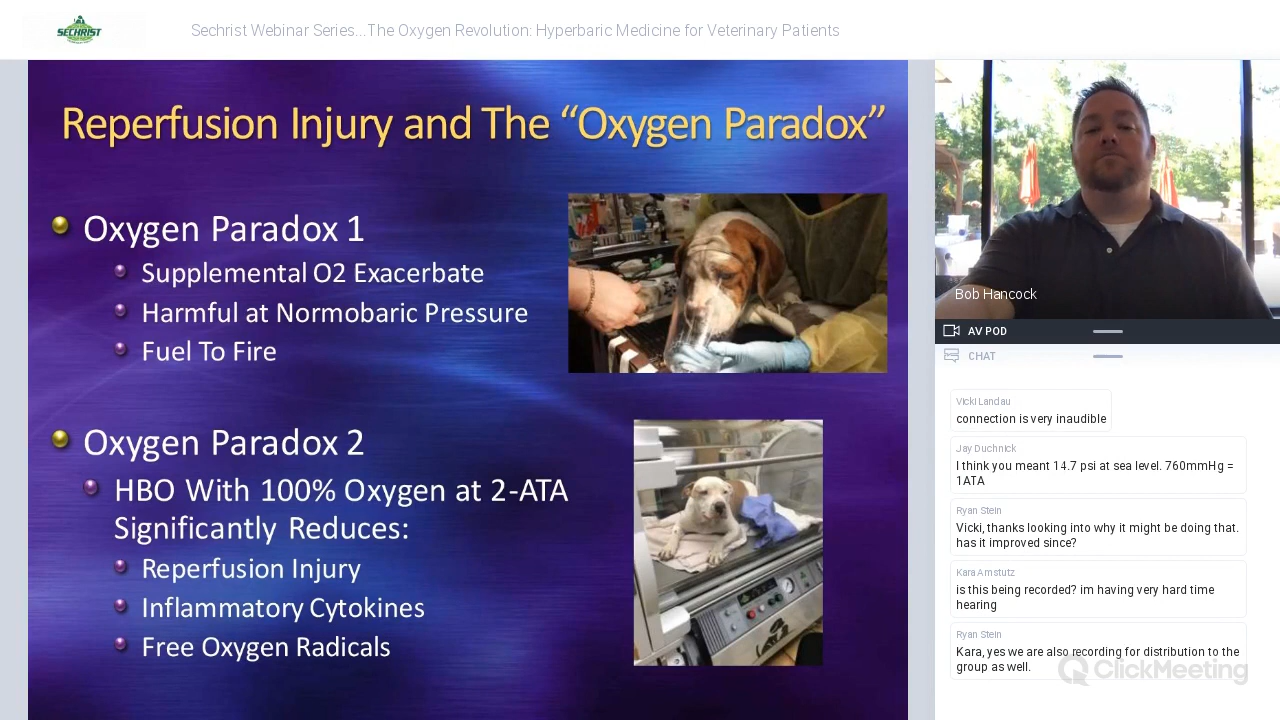 SECHRIST
Sechrist Webinar Series...The Oxygen Revolution: Hyperbaric Medicine for Veterinary Patients
Reperfusion Injury and The “Oxygen Paradox”
Oxygen Paradox 1
Supplemental O2 Exacerbate
Harmful at Normobaric Pressure
Fuel To Fire
Oxygen Paradox 2
HBO With 100% Oxygen at 2-ATA
Significantly Reduces:
Reperfusion Injury
Inflammatory Cytokines
Free Oxygen Radicals
Bob Hancock
AV POD
CHAT
Vicki Landau
connection is very inaudible
Jay Duchnick
I think you meant 14.7 psi at sea level. 760mmHg =
1ATA
Ryan Stein
Vicki, thanks looking into why it might be doing that.
has it improved since?
Kara Amstutz
is this being recorded? im having very hard time
hearing
Ryan Stein
Kara, yes we are also recording for distribution to the
group as well.
ClickMeeting